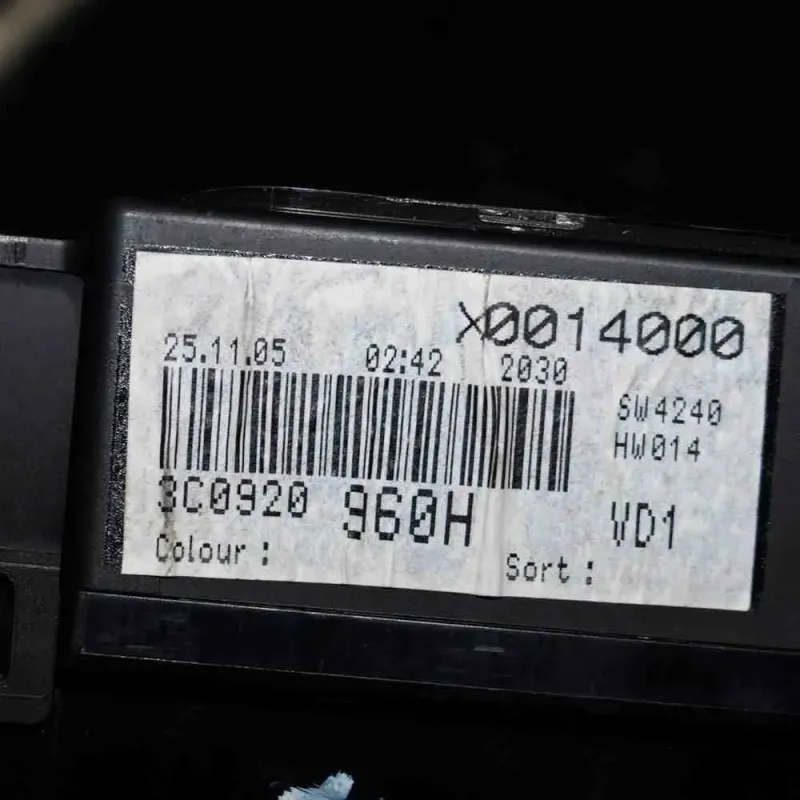 X0014000
25.11.05 02:42 2030
SW4240
HW014
3C0920 960H VD1
Colour : Sort :